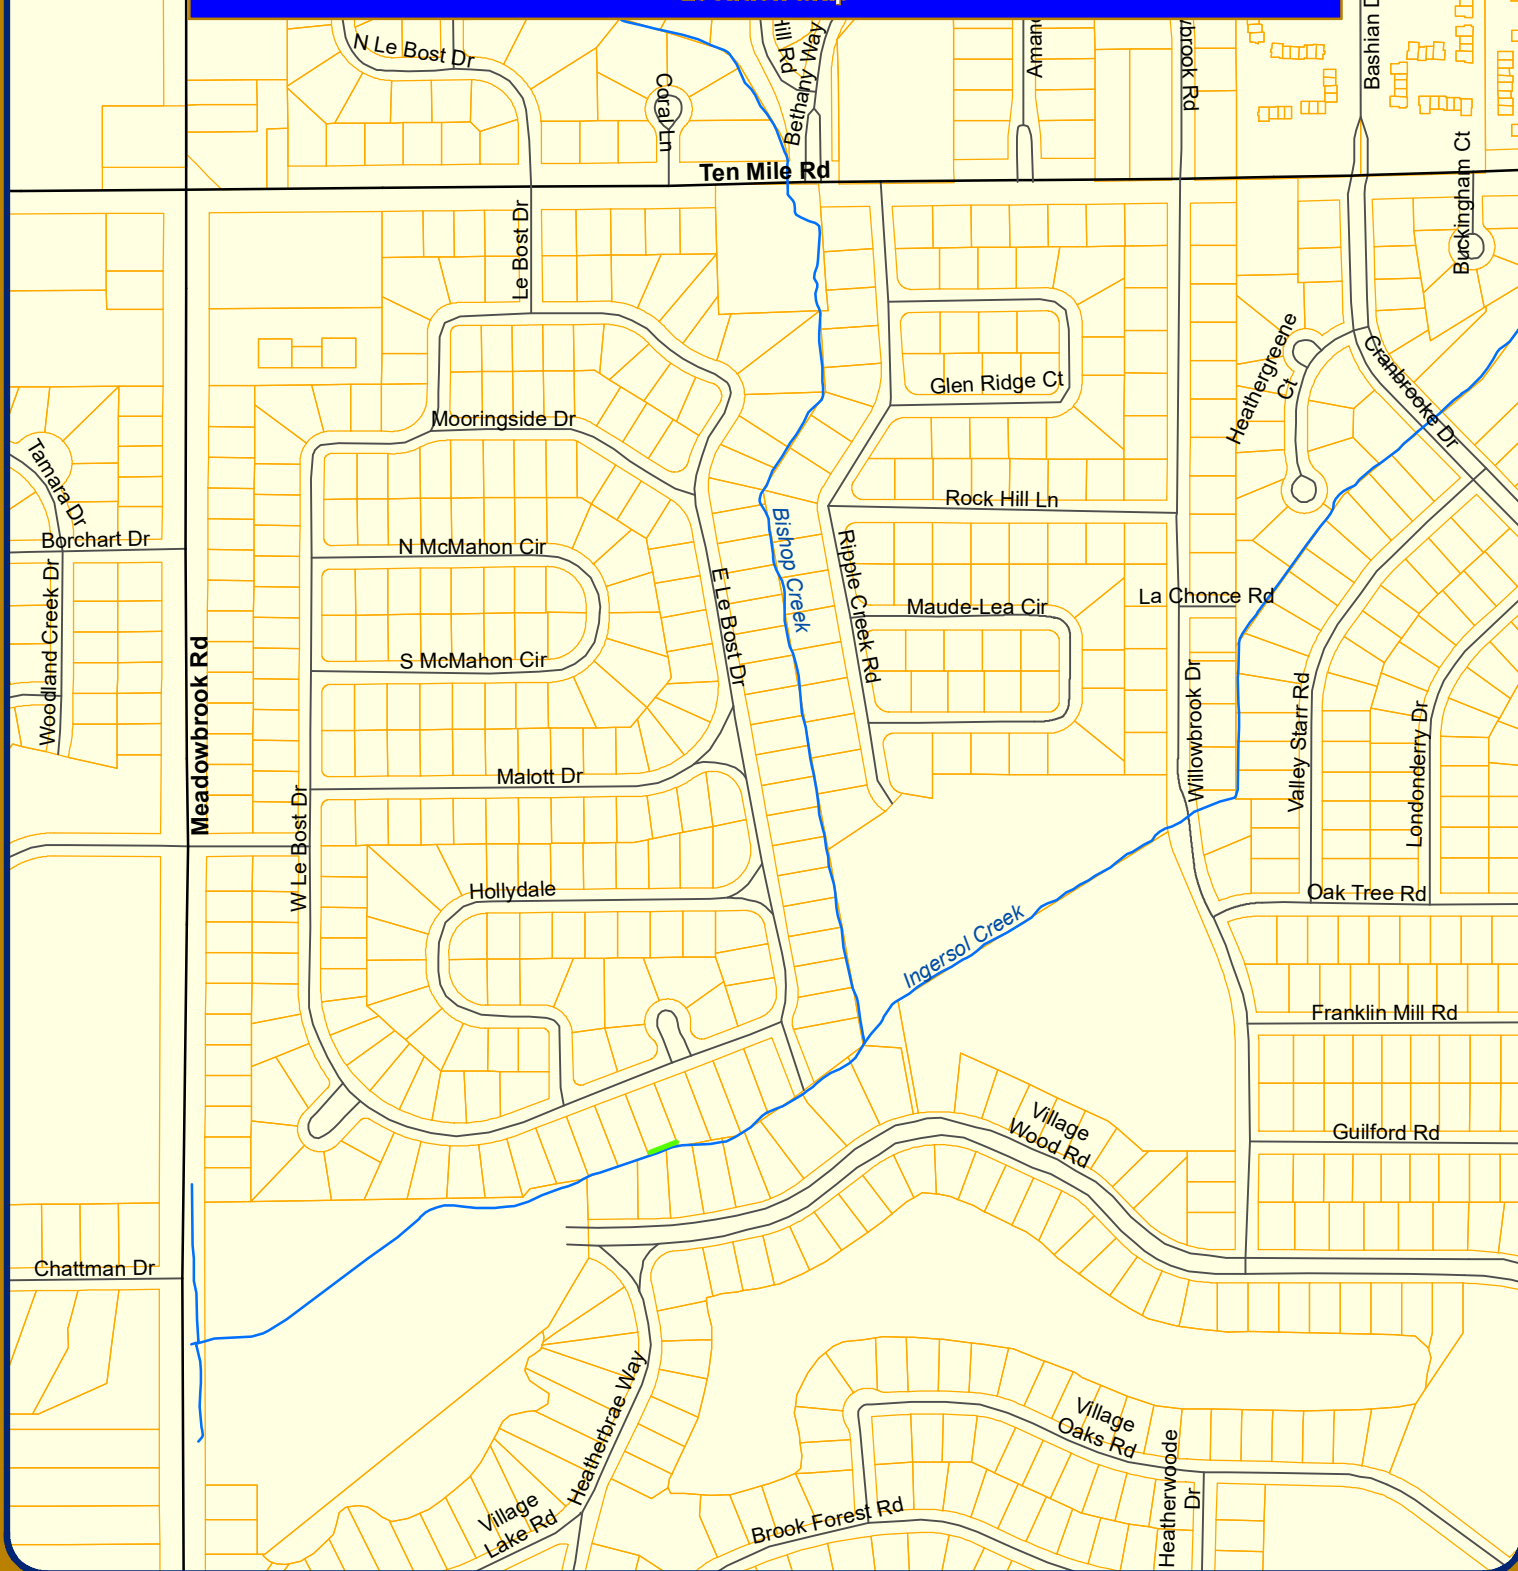 N Le Bost Dr
Coral Ln
Hill Rd
Bethany Way
Bashian
Buckingham Ct
Ten Mile Rd
Le Bost Dr
Heathergreene
Ct
Cranbrooke Dr
Glen Ridge Ct
Mooringside Dr
Tamara Dr
Rock Hill Ln
Bishop Creek
Borchart Dr
N McMahon Cir
Ripple Creek Rd
La Chonce Rd
Maude-Lea Cir
Woodland Creek Dr
E Le Bost Dr
S McMahon Cir
Meadowbrook Rd
Willowbrook Dr
Valley Starr Rd
Londonderry Dr
Malott Dr
W Le Bost Dr
Hollydale
Oak Tree Rd
Ingersol Creek
Franklin Mill Rd
Village
Wood Rd
Guilford Rd
Chattman Dr
Heatherbrae Way
Village
Oaks Rd
Heatherwoode
Dr
Village
Lake Rd
Brook Forest Rd